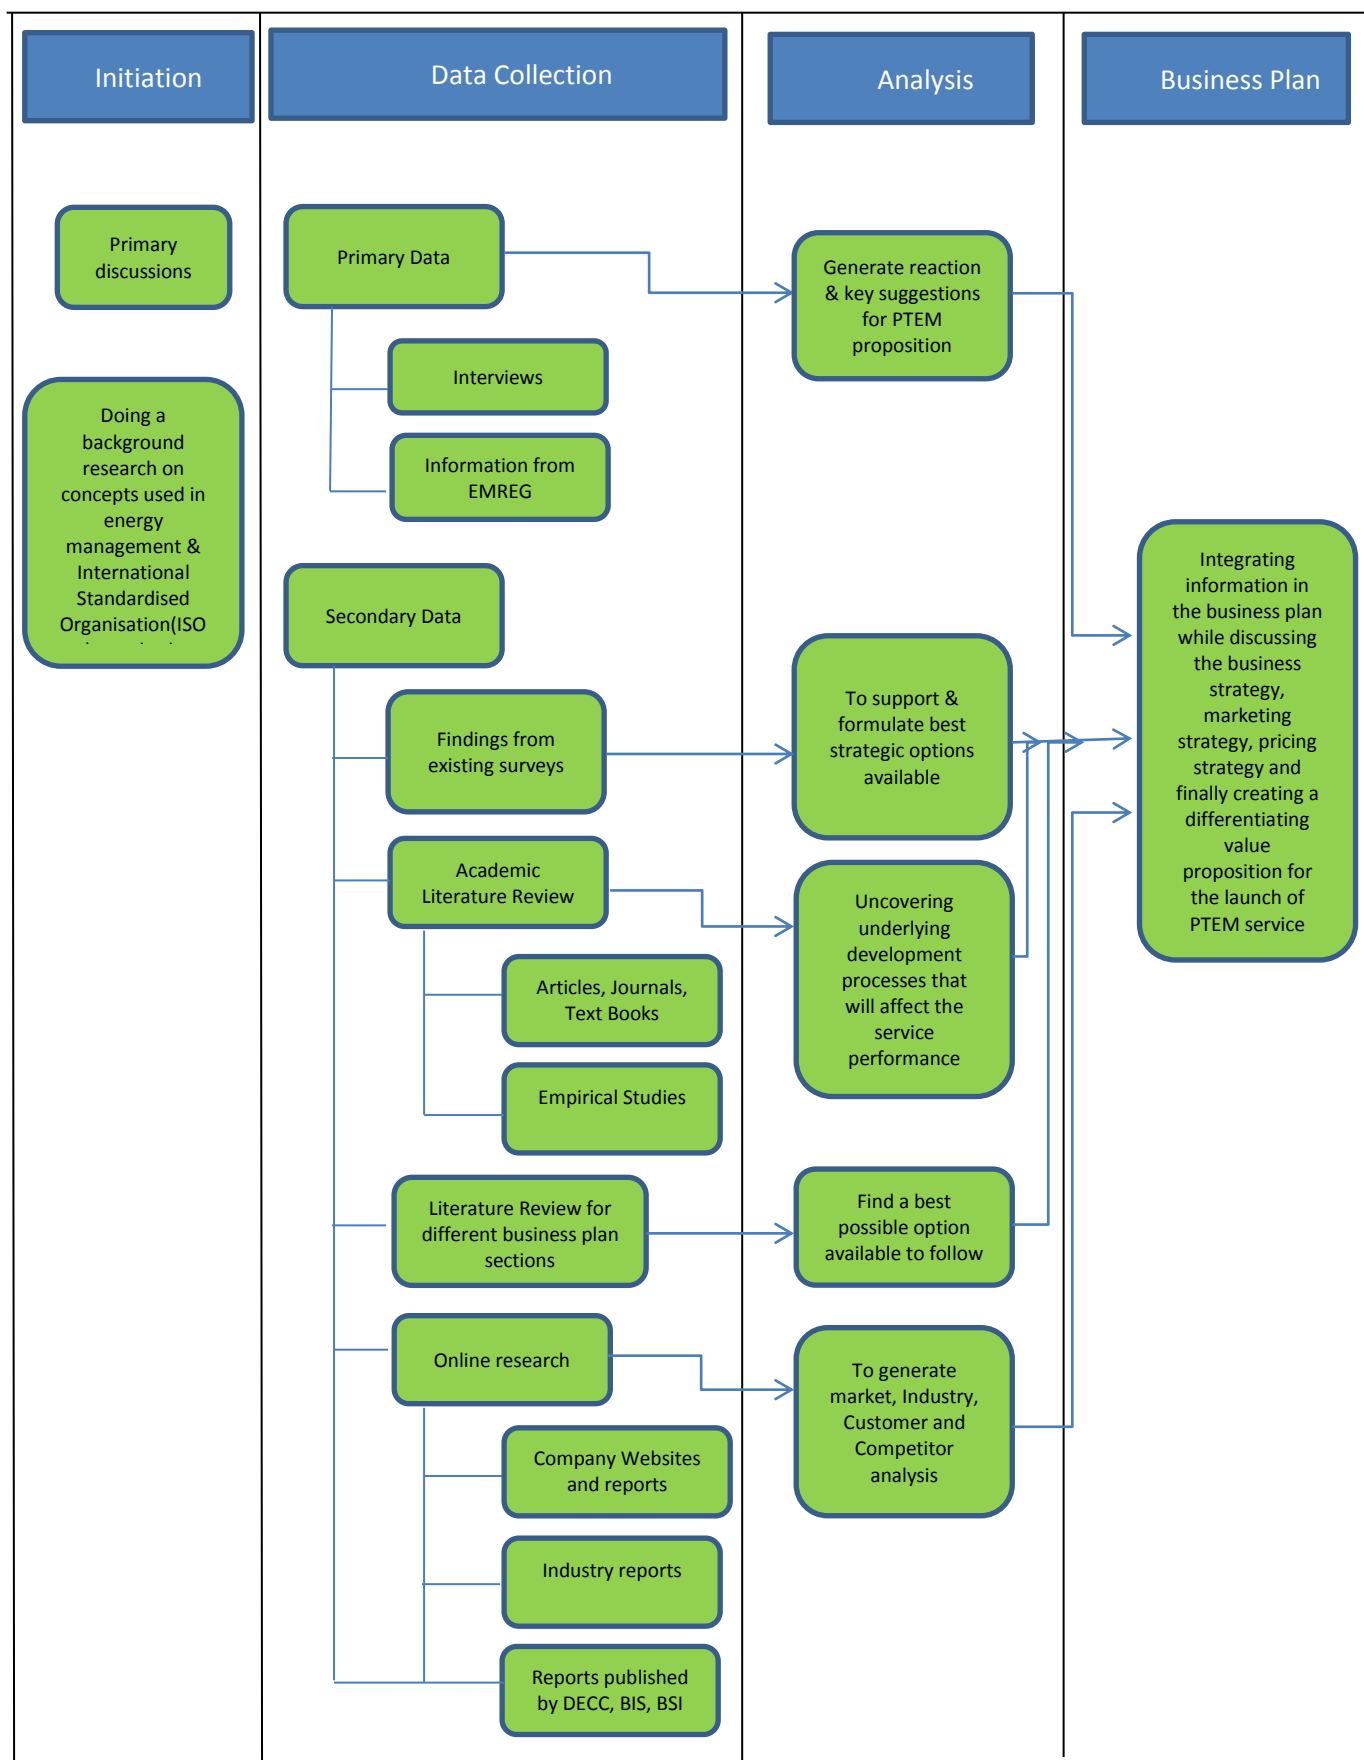 Initiation
Data Collection
Analysis
Business Plan
Primary
discussions
Doing a
background
research on
concepts used in
energy
management &
International
Standardised
Organisation(ISO
Primary Data
Interviews
Information from
EMREG
Secondary Data
Findings from
existing surveys
Academic
Literature Review
Articles, Journals,
Text Books
Empirical Studies
Literature Review for
different business plan
sections
Online research
Company Websites
and reports
Industry reports
Reports published
by DECC, BIS, BSI
Generate reaction
& key suggestions
for PTEM
proposition
To support &
formulate best
strategic options
available
Uncovering
underlying
development
processes that
will affect the
service
performance
Find a best
possible option
available to follow
To generate
market, Industry,
Customer and
Competitor
analysis
Integrating
information in
the business plan
while discussing
the business
strategy,
marketing
strategy, pricing
strategy and
finally creating a
differentiating
value
proposition for
the launch of
PTEM service